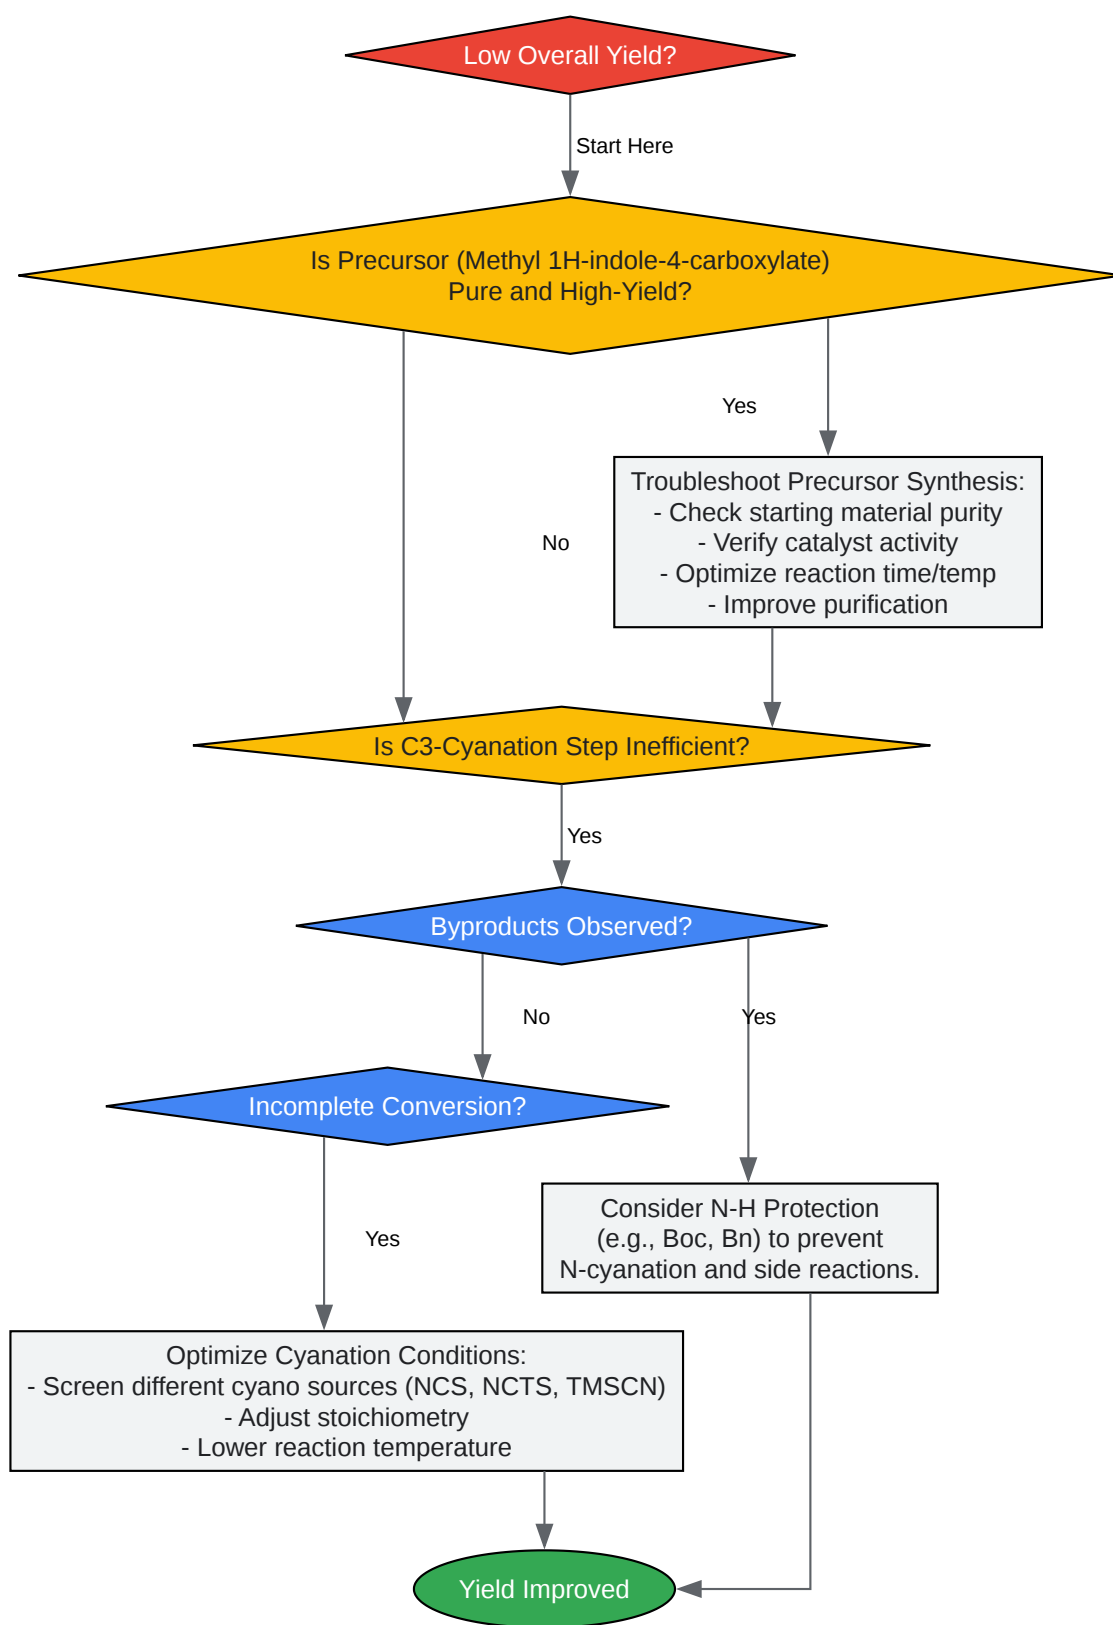 Low Overall Yield?
Start Here
Is Precursor (Methyl 1H-indole-4-carboxylate)
Pure and High-Yield?
Yes
Troubleshoot Precursor Synthesis:
- Check starting material purity
- Verify catalyst activity
- Optimize reaction time/temp
- Improve purification
No
Is C3-Cyanation Step Inefficient?
Yes
Byproducts Observed?
No
Yes
Incomplete Conversion?
Consider N-H Protection
(e.g., Boc, Bn) to prevent
N-cyanation and side reactions.
Yes
Optimize Cyanation Conditions:
- Screen different cyano sources (NCS, NCTS, TMSCN)
- Adjust stoichiometry
- Lower reaction temperature
Yield Improved